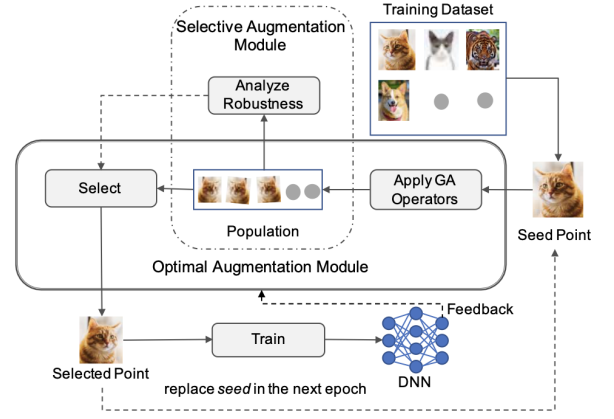 Selective Augmentation
Module
Training Dataset
Analyze
Robustness
Select
Apply GA
Operators
Population
Seed Point
Optimal Augmentation Module
Feedback
Train
DNN
Selected Point
replace seed in the next epoch